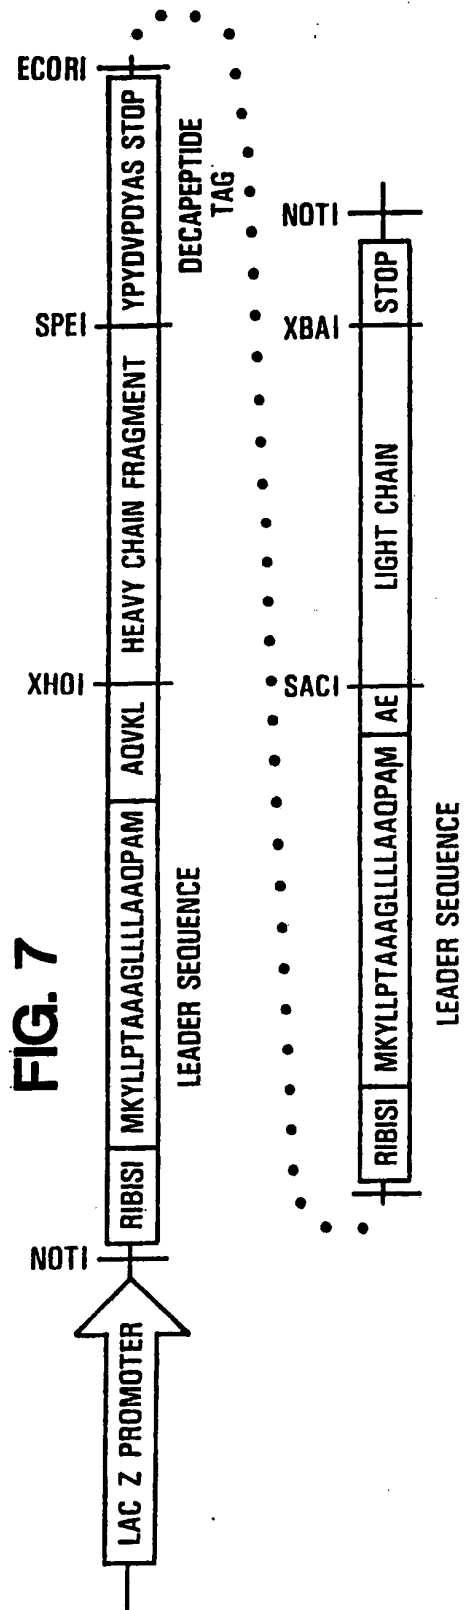 FIG. 7
LAC Z PROMOTER
NOTI
RIBISI
MKYLLPTAAAGLLLLAAQPAM
LEADER SEQUENCE
AQVKL
XHOI
HEAVY CHAIN FRAGMENT
SPEI
YPYDVPDYAS STOP
DECAPEPTIDE
TAG
ECORI
RIBISI
MKYLLPTAAAGLLLLAAQPAM
LEADER SEQUENCE
AE
SACI
LIGHT CHAIN
XBAI
STOP
NOTI